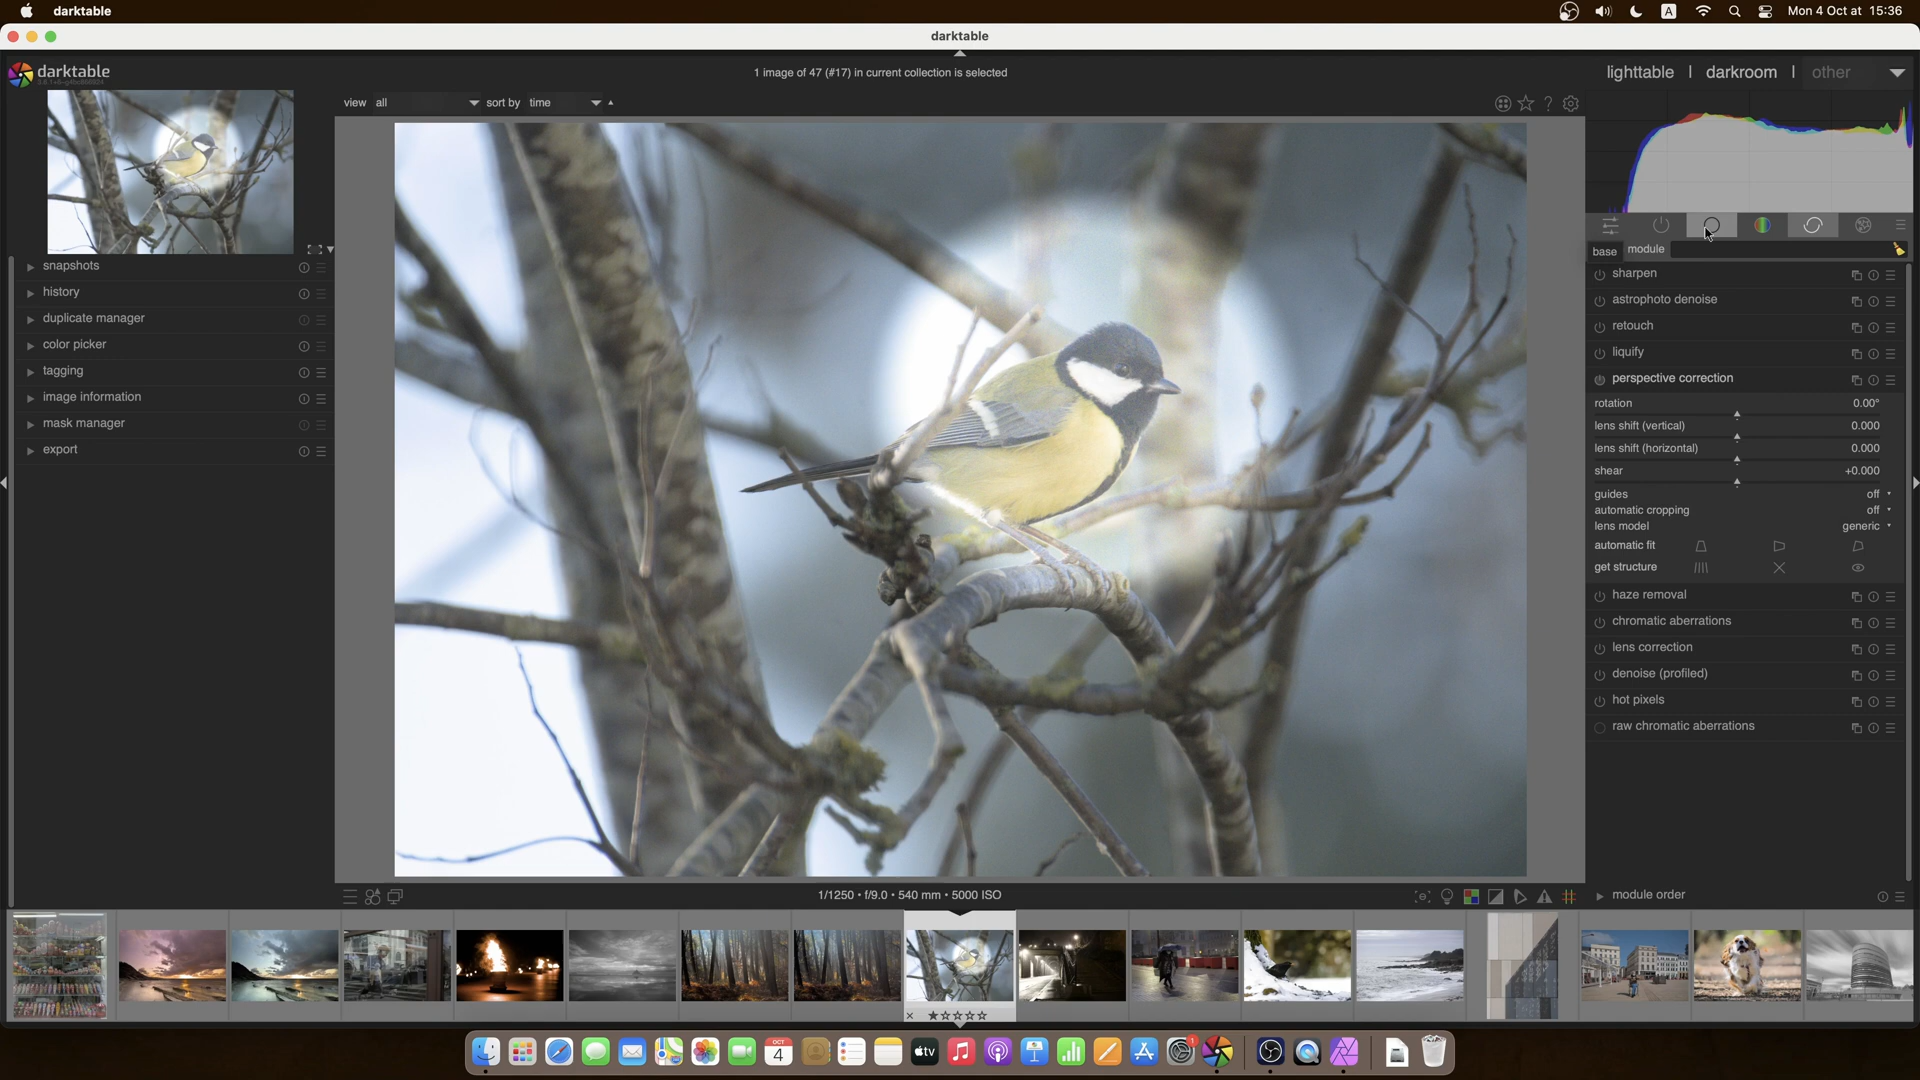 darktable
A
Mon 4 Oct at 15:36
darktable
darktable
1 image of 47 (#17) in current collection is selected
lighttable | darkroom | other
view all sort by time
?
snapshots
history
duplicate manager
color picker
tagging
image information
mask manager
export
base
module
sharpen
astrophoto denoise
retouch
liquify
perspective correction
rotation 0.00°
lens shift (vertical) 0.000
lens shift (horizontal) 0.000
shear +0.000
guides off
automatic cropping off
lens model generic
automatic fit
get structure
haze removal
chromatic aberrations
lens correction
denoise (profiled)
hot pixels
raw chromatic aberrations
1/1250 • f/9.0 • 540 mm • 5000 ISO
module order
OCT
4
tv
1